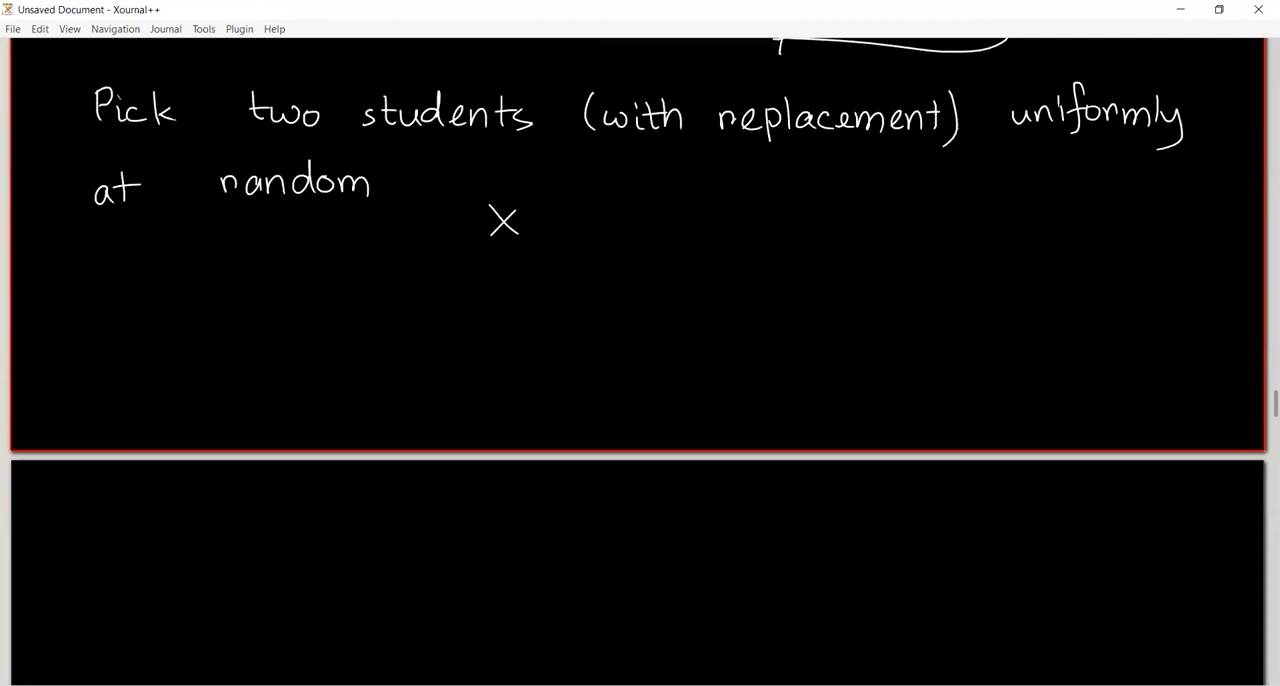 Unsaved Document - Xournal++
File Edit View Navigation Journal Tools Plugin Help
Pick two students (with replacement) uniformly
at random
X